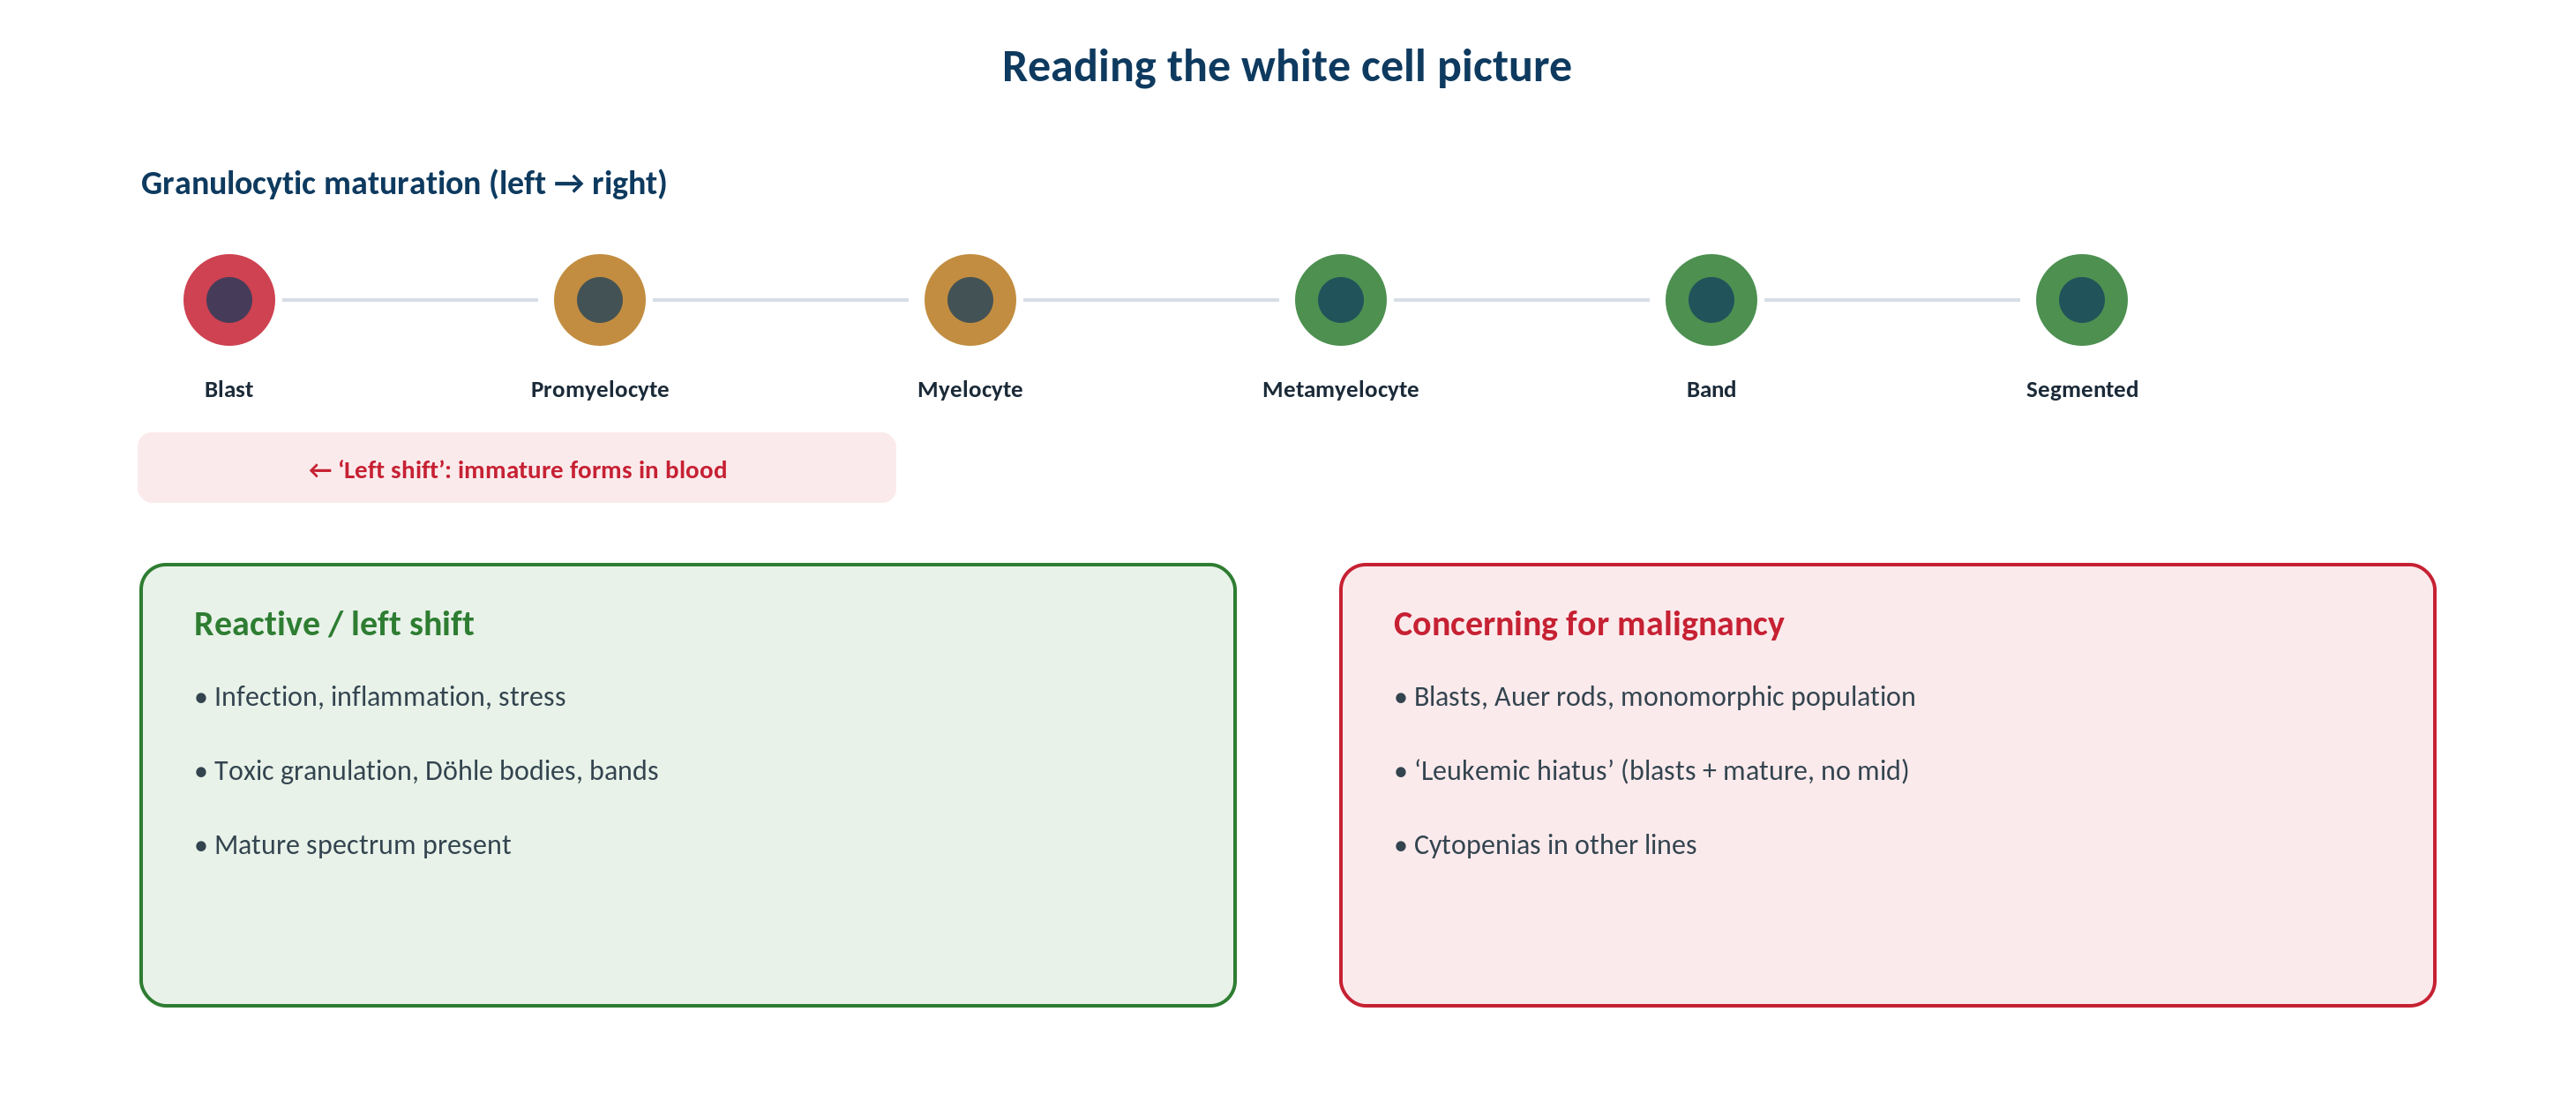 Reading the white cell picture
Granulocytic maturation (left → right)
Blast
Promyelocyte
Myelocyte
Metamyelocyte
Band
Segmented
← ‘Left shift’: immature forms in blood
Reactive / left shift
• Infection, inflammation, stress
• Toxic granulation, Döhle bodies, bands
• Mature spectrum present
Concerning for malignancy
• Blasts, Auer rods, monomorphic population
• ‘Leukemic hiatus’ (blasts + mature, no mid)
• Cytopenias in other lines